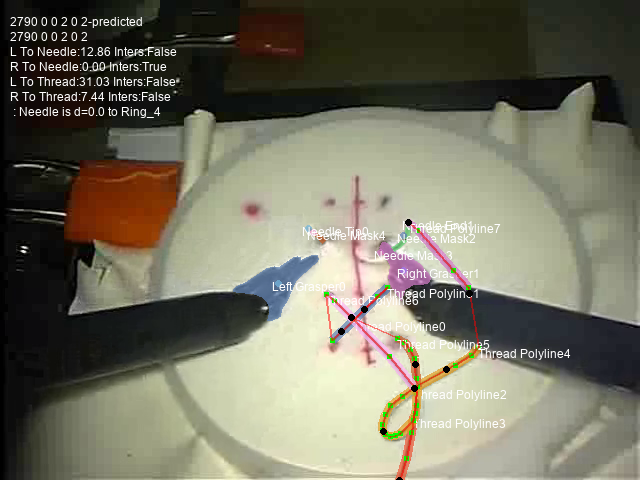 2790 0 0 2 0 2-predicted
2790 0 0 2 0 2
L To Needle:12.86 Inters:False
R To Needle:0.00 Inters:True
L To Thread:31.03 Inters:False
R To Thread:7.44 Inters:False
: Needle is d=0.0 to Ring_4
Needle End1
Thread Polyline7
Needle Tip0
Needle Mask4
Needle Mask2
Needle Mask3
Right Grasper1
Left Grasper0
Thread Polyline1
Thread Polyline6
Thread Polyline0
Thread Polyline5
Thread Polyline4
Thread Polyline2
Thread Polyline3